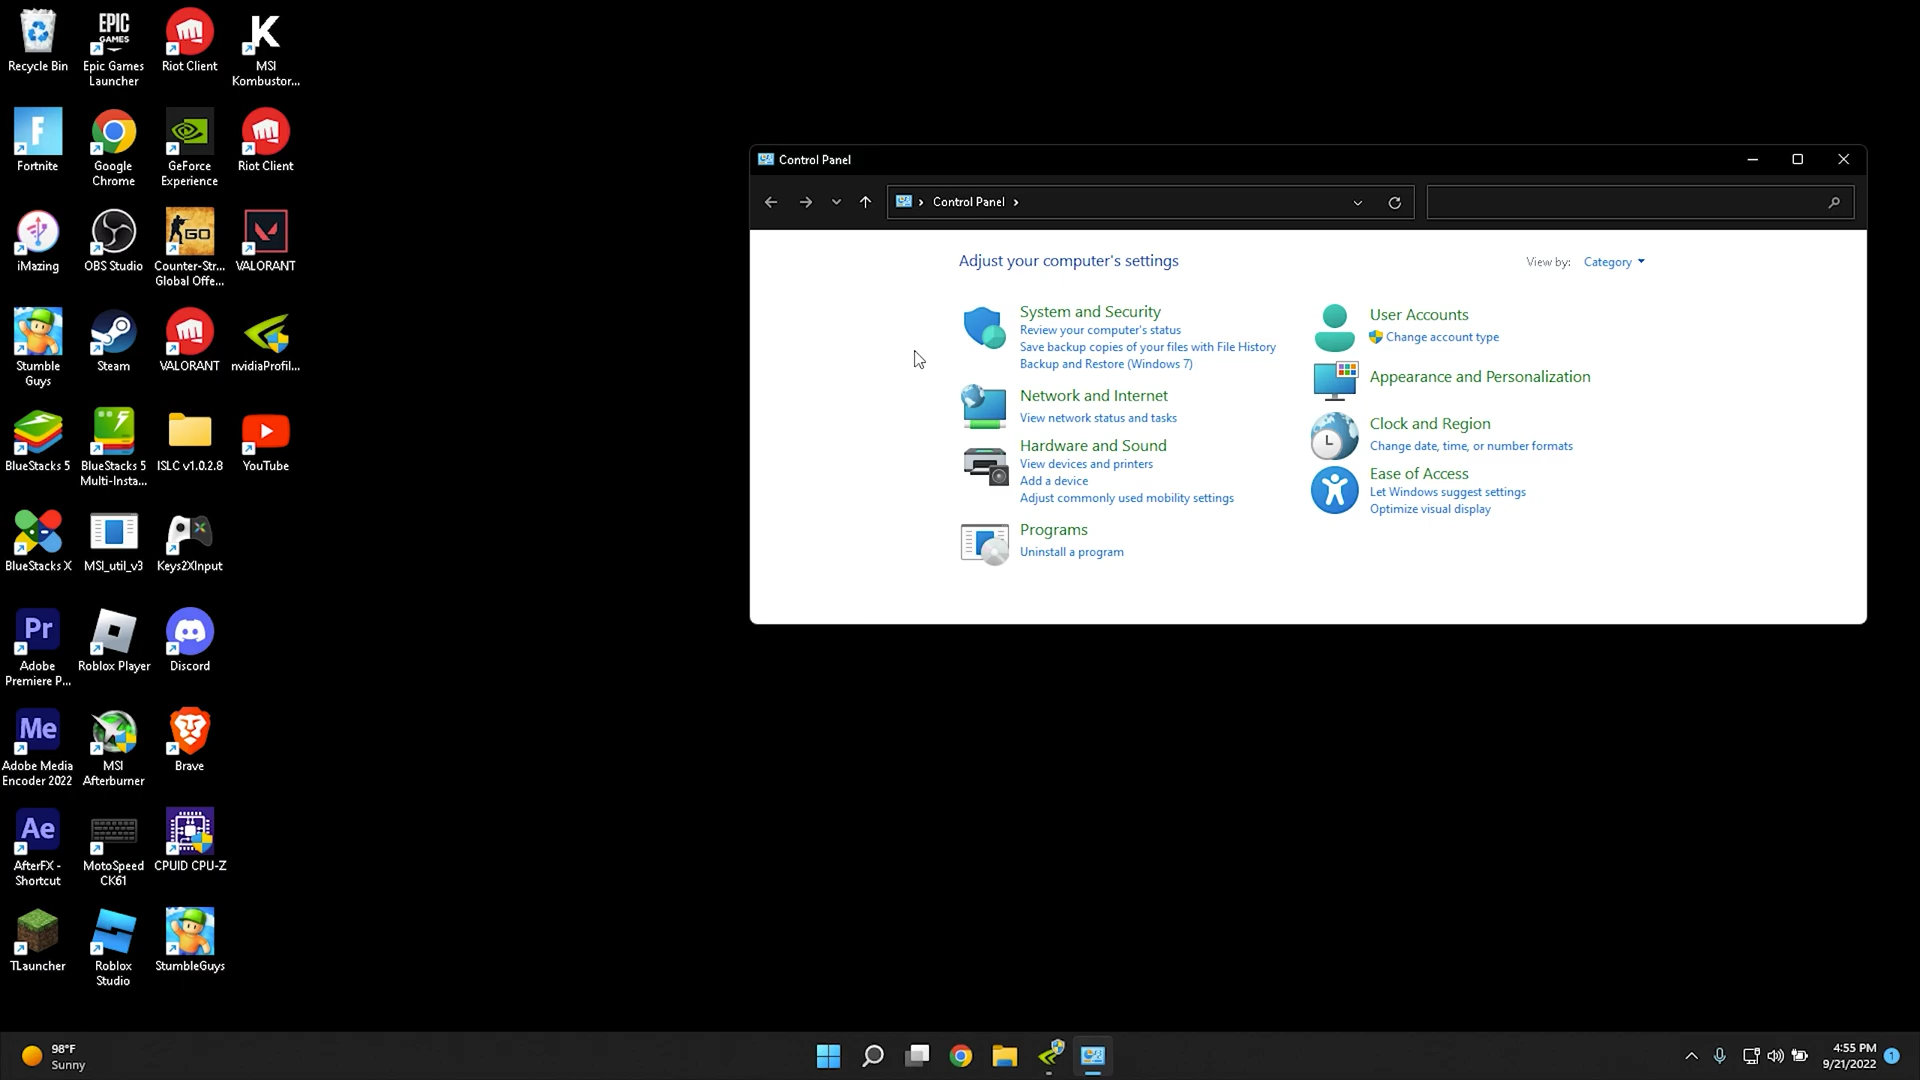 Recycle Bin
EPIC
GAMES
Epic Games
Launcher
Riot Client
K
MSI
Kombustor...
F
Fortnite
Google
Chrome
GeForce
Experience
Riot Client
iMazing
OBS Studio
GO
Counter-Str...
Global Offe...
VALORANT
Stumble
Guys
Steam
VALORANT
nvidiaProfil...
BlueStacks 5
BlueStacks 5
Multi-Insta...
ISLC v1.0.2.8
YouTube
BlueStacks X
MSI_util_v3
Keys2XInput
Pr
Adobe
Premiere P...
Roblox Player
Discord
Me
Adobe Media
Encoder 2022
MSI
Afterburner
Brave
Ae
AfterFX -
Shortcut
MotoSpeed
CK61
CPUID CPU-Z
TLauncher
Roblox
Studio
StumbleGuys
Control Panel
Control Panel
Adjust your computer's settings
View by: Category
System and Security
Review your computer's status
Save backup copies of your files with File History
Backup and Restore (Windows 7)
Network and Internet
View network status and tasks
Hardware and Sound
View devices and printers
Add a device
Adjust commonly used mobility settings
Programs
Uninstall a program
User Accounts
Change account type
Appearance and Personalization
Clock and Region
Change date, time, or number formats
Ease of Access
Let Windows suggest settings
Optimize visual display
98°F
Sunny
4:55 PM
9/21/2022
1